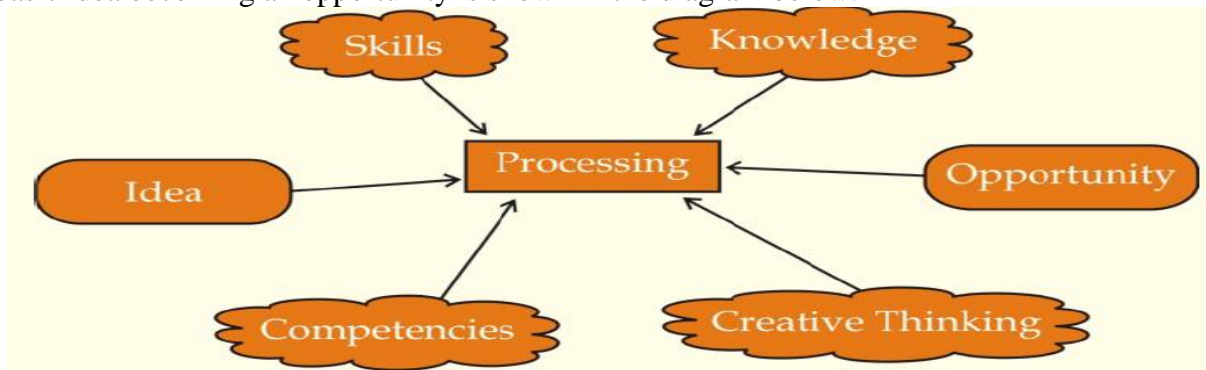 Skills
Knowledge
Processing
Idea
Opportunity
Competencies
Creative Thinking